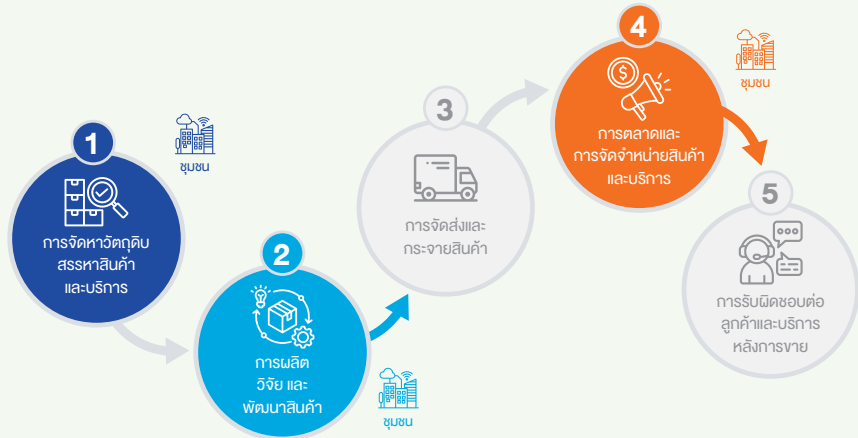 1
การจัดหาวัตถุดิบ
สรรหาสินค้า
และบริการ
ชุมชน
2
การผลิต
วิจัย และ
พัฒนาสินค้า
ชุมชน
3
การจัดส่งและ
กระจายสินค้า
4
$
การตลาดและ
การจัดจำหน่ายสินค้า
และบริการ
ชุมชน
5
การรับผิดชอบต่อ
ลูกค้าและบริการ
หลังการขาย